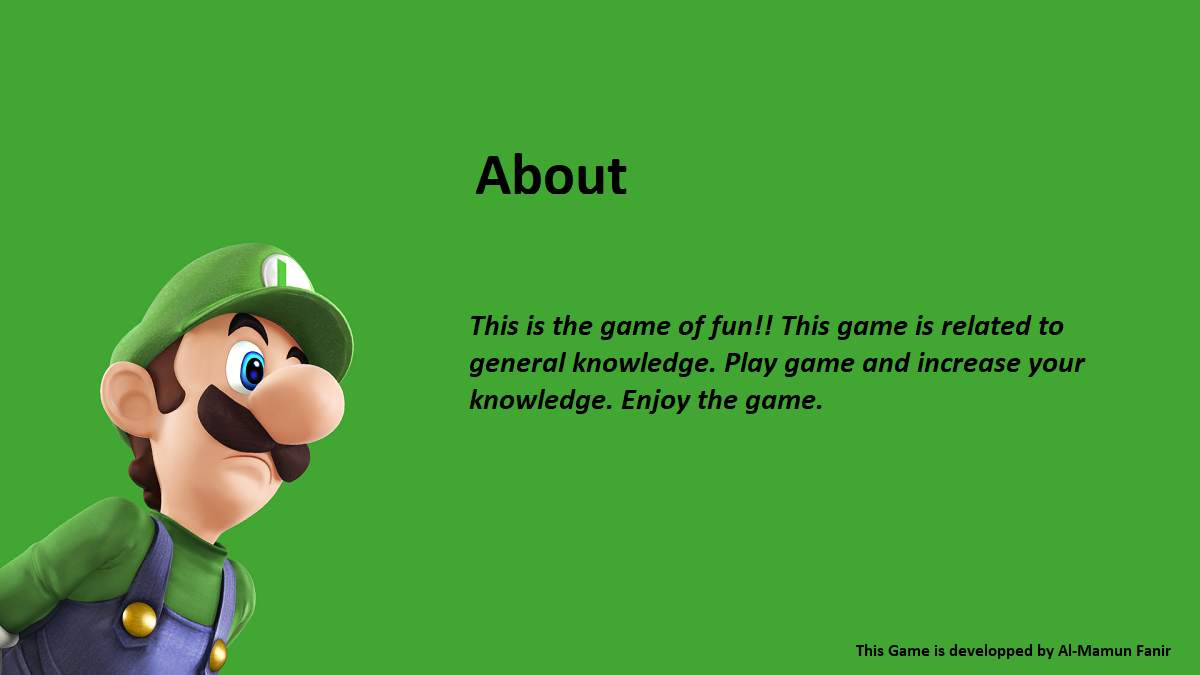 About
This is the game of fun!! This game is related to
general knowledge. Play game and increase your
knowledge. Enjoy the game.
This Game is developped by Al-Mamun Fanir